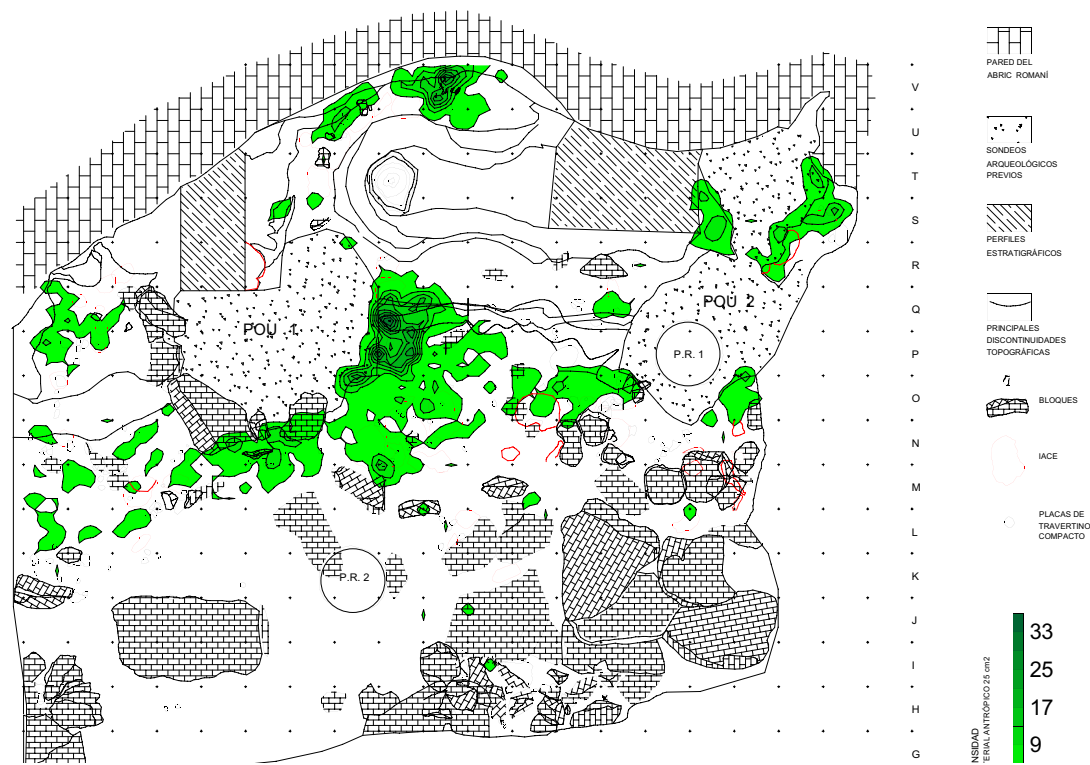 PARED DEL
ABRIC ROMANÍ
SONDEOS
ARQUEOLÓGICOS
PREVIOS
PERFILES
ESTRATIGRÁFICOS
PRINCIPALES
DISCONTINUIDADES
TOPOGRÁFICAS
BLOQUES
IACE
PLACAS DE
TRAVERTINO
COMPACTO
V
U
T
S
R
Q
P
O
N
M
L
K
J
I
H
G
POU 1
POU 2
P.R. 1
P.R. 2
NSIDAD
TERIAL ANTRÓPICO 25 cm2
33
25
17
9